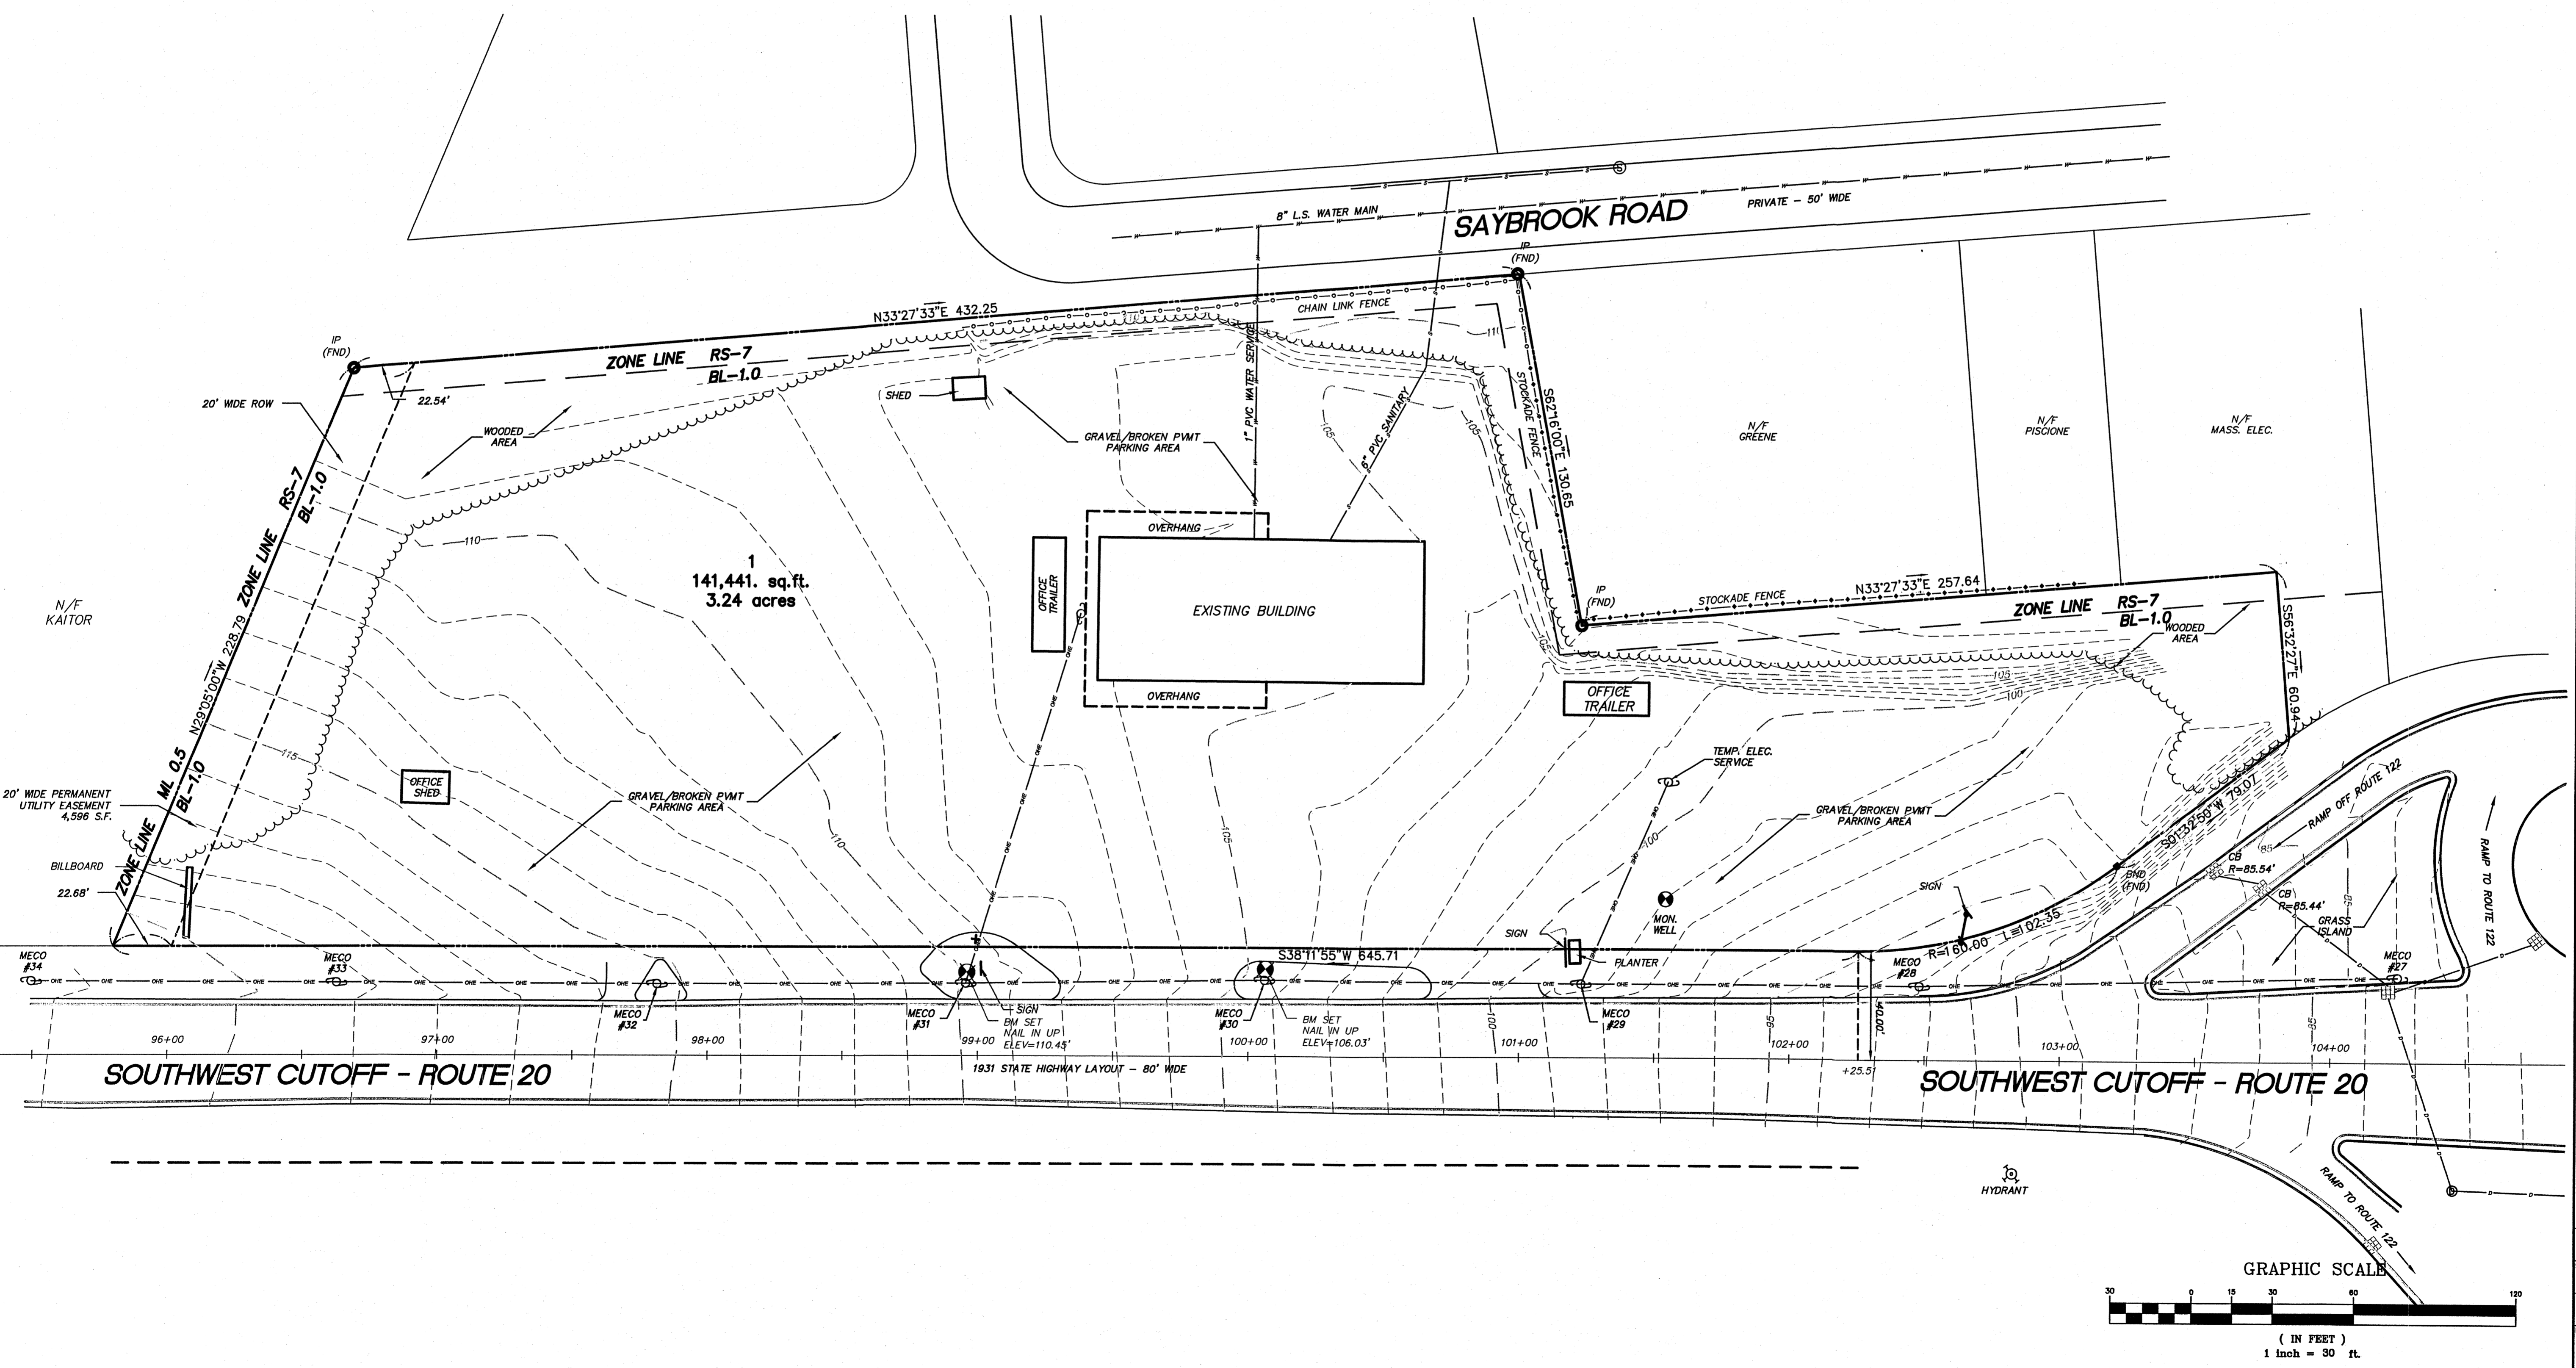 8" L.S. WATER MAIN
SAYBROOK ROAD
PRIVATE - 50' WIDE
IP
(FND)
N33°27'33"E 432.25
CHAIN LINK FENCE
IP
(FND)
ZONE LINE RS-7
BL-1.0
22.54'
20' WIDE ROW
WOODED
AREA
SHED
GRAVEL/BROKEN PVMT
PARKING AREA
1" PVC WATER SERVICE
6" PVC SANITARY
105
105
110
STOCKADE FENCE
S62°16'00"E 130.65
N/F
GREENE
N/F
PISCIONE
N/F
MASS. ELEC.
ZONE LINE RS-7
BL-1.0
110
1
141,441. sq.ft.
3.24 acres
OVERHANG
OFFICE
TRAILER
EXISTING BUILDING
OVERHANG
N/F
KAITOR
N29°05'00"W 228.79
IP
(FND)
STOCKADE FENCE
N33°27'33"E 257.64
ZONE LINE RS-7
BL-1.0
WOODED
AREA
S56°32'27"E 60.94
105
100
OFFICE
TRAILER
115
ZONE LINE ML 0.5
BL-1.0
OFFICE
SHED
20' WIDE PERMANENT
UTILITY EASEMENT
4,596 S.F.
GRAVEL/BROKEN PVMT
PARKING AREA
110
105
TEMP. ELEC.
SERVICE
100
GRAVEL/BROKEN PVMT
PARKING AREA
BILLBOARD
22.68'
S01°32'50"W 79.07
RAMP OFF ROUTE 122
85
CB
R=85.54'
CB
R=85.44'
BND
(FND)
85
GRASS
ISLAND
RAMP TO ROUTE 122
SIGN
MON.
WELL
SIGN
PLANTER
R=160.00 L=102.35
S38°11'55"W 645.71
MECO
#34
MECO
#33
MECO
#32
MECO
#31
SIGN
BM SET
NAIL IN UP
ELEV=110.45'
MECO
#30
BM SET
NAIL IN UP
ELEV=106.03'
MECO
#29
MECO
#28
MECO
#27
40.00'
96+00
97+00
98+00
99+00
100+00
101+00
102+00
103+00
104+00
95
85
SOUTHWEST CUTOFF - ROUTE 20
1931 STATE HIGHWAY LAYOUT - 80' WIDE
+25.51
SOUTHWEST CUTOFF - ROUTE 20
HYDRANT
RAMP TO ROUTE 122
GRAPHIC SCALE
30 0 15 30 60 120
( IN FEET )
1 inch = 30 ft.